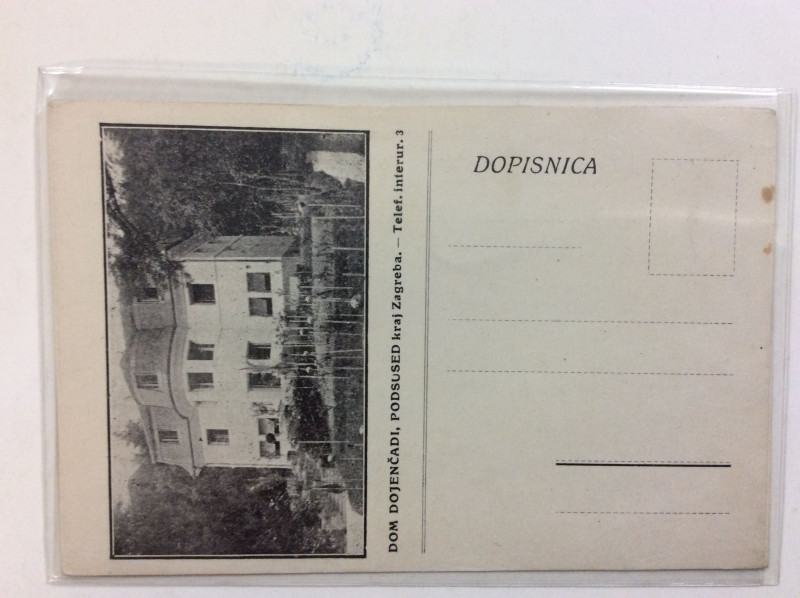 DOM DOJENČADI, PODSUSED kraj Zagreba. — Telef. interur. 3
DOPISNICA